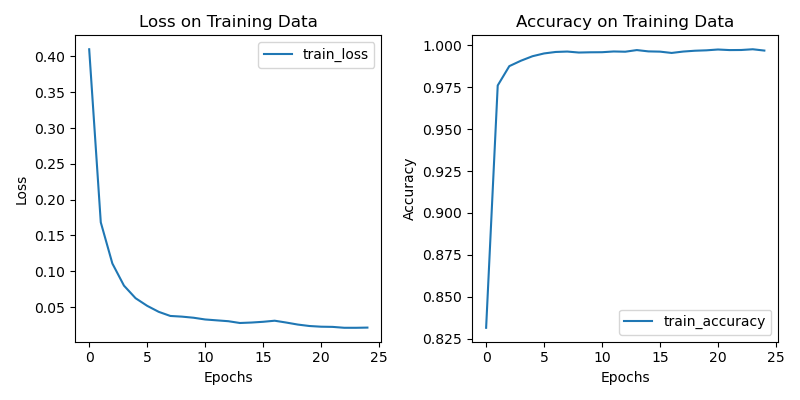 Loss on Training Data
train_loss
0.40
0.35
0.30
0.25
0.20
0.15
0.10
0.05
Loss
0 5 10 15 20 25
Epochs
Accuracy on Training Data
1.000
0.975
0.950
0.925
0.900
0.875
0.850
0.825
Accuracy
train_accuracy
0 5 10 15 20 25
Epochs